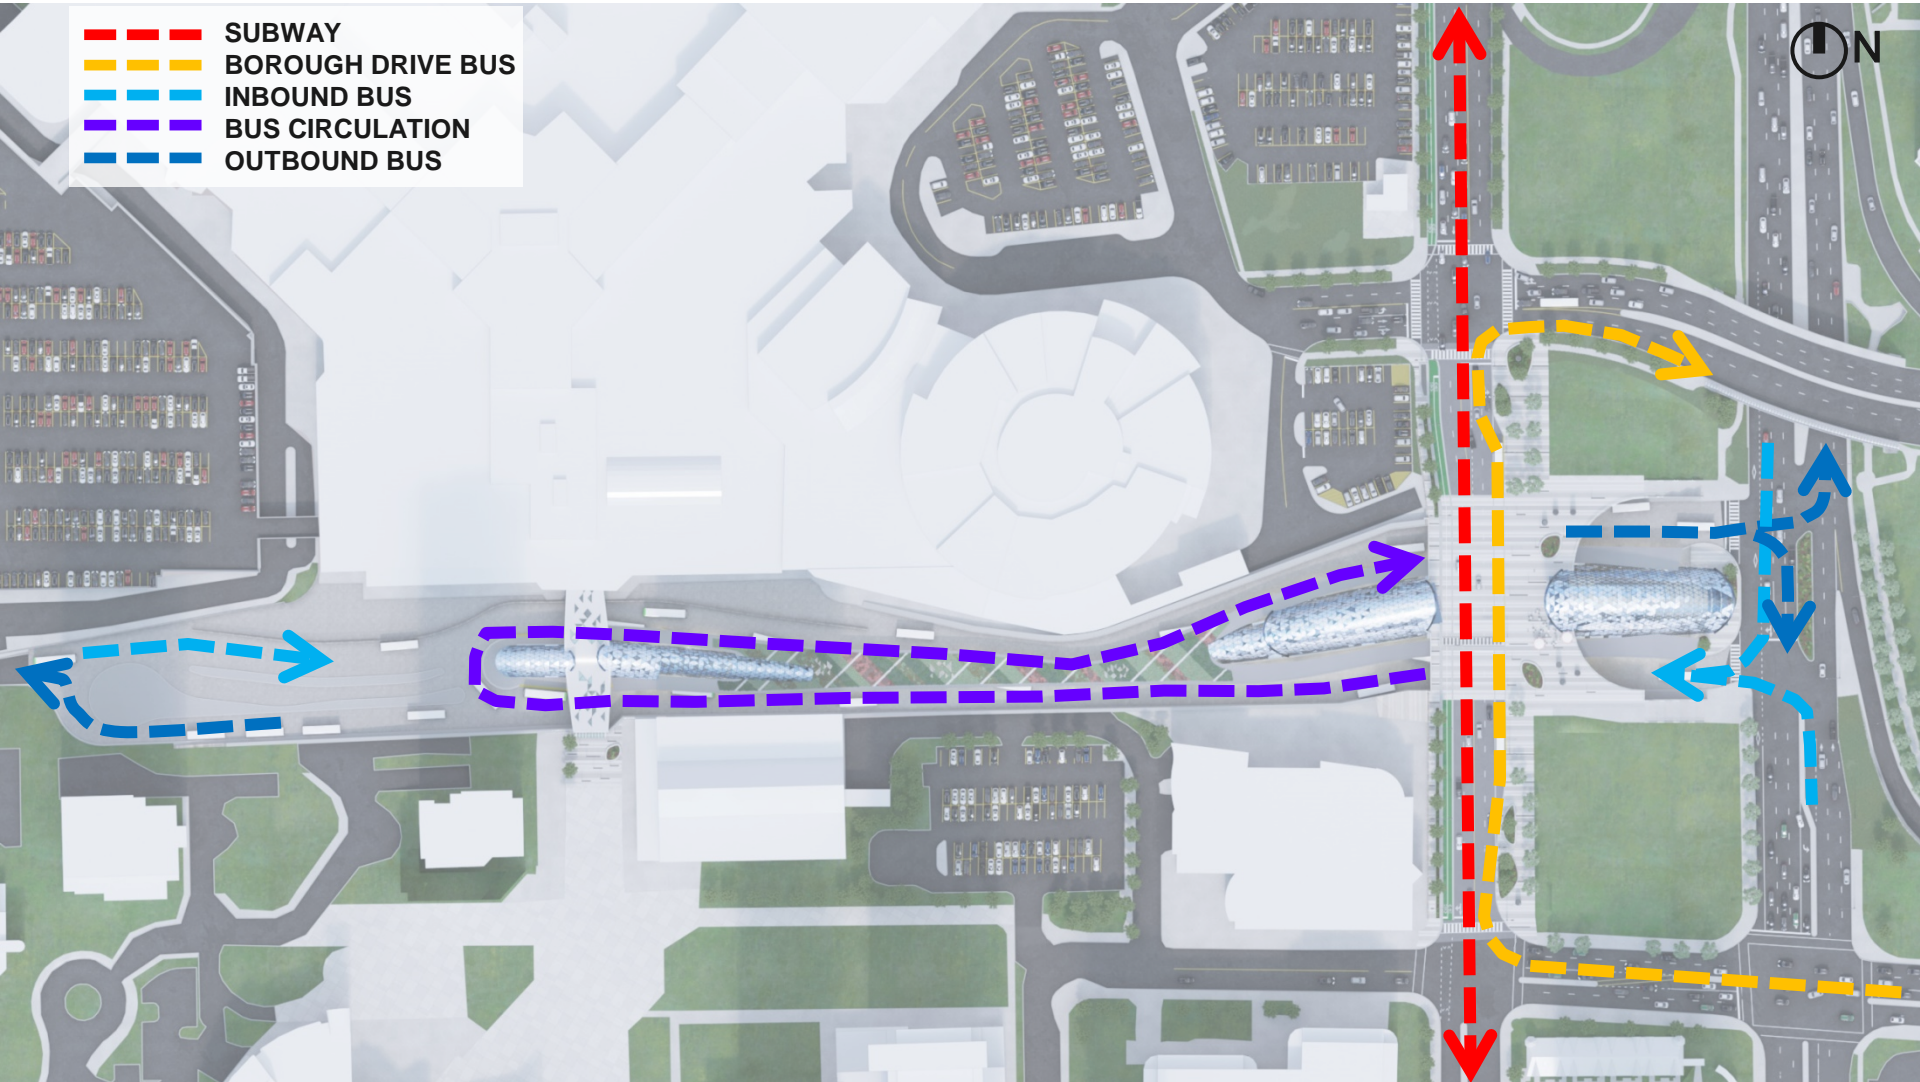 SUBWAY
BOROUGH DRIVE BUS
INBOUND BUS
BUS CIRCULATION
OUTBOUND BUS
N